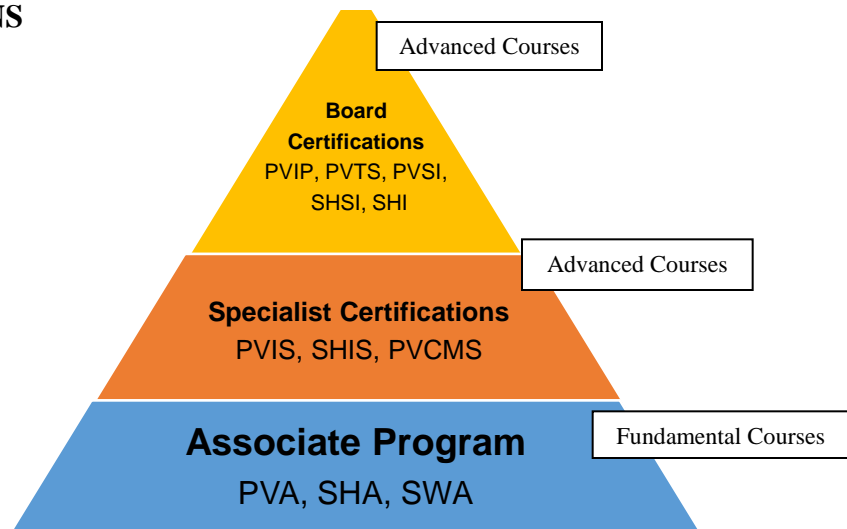 NS
Advanced Courses
Board
Certifications
PVIP, PVTS, PVSI,
SHSI, SHI
Advanced Courses
Specialist Certifications
PVIS, SHIS, PVCMS
Associate Program
PVA, SHA, SWA
Fundamental Courses